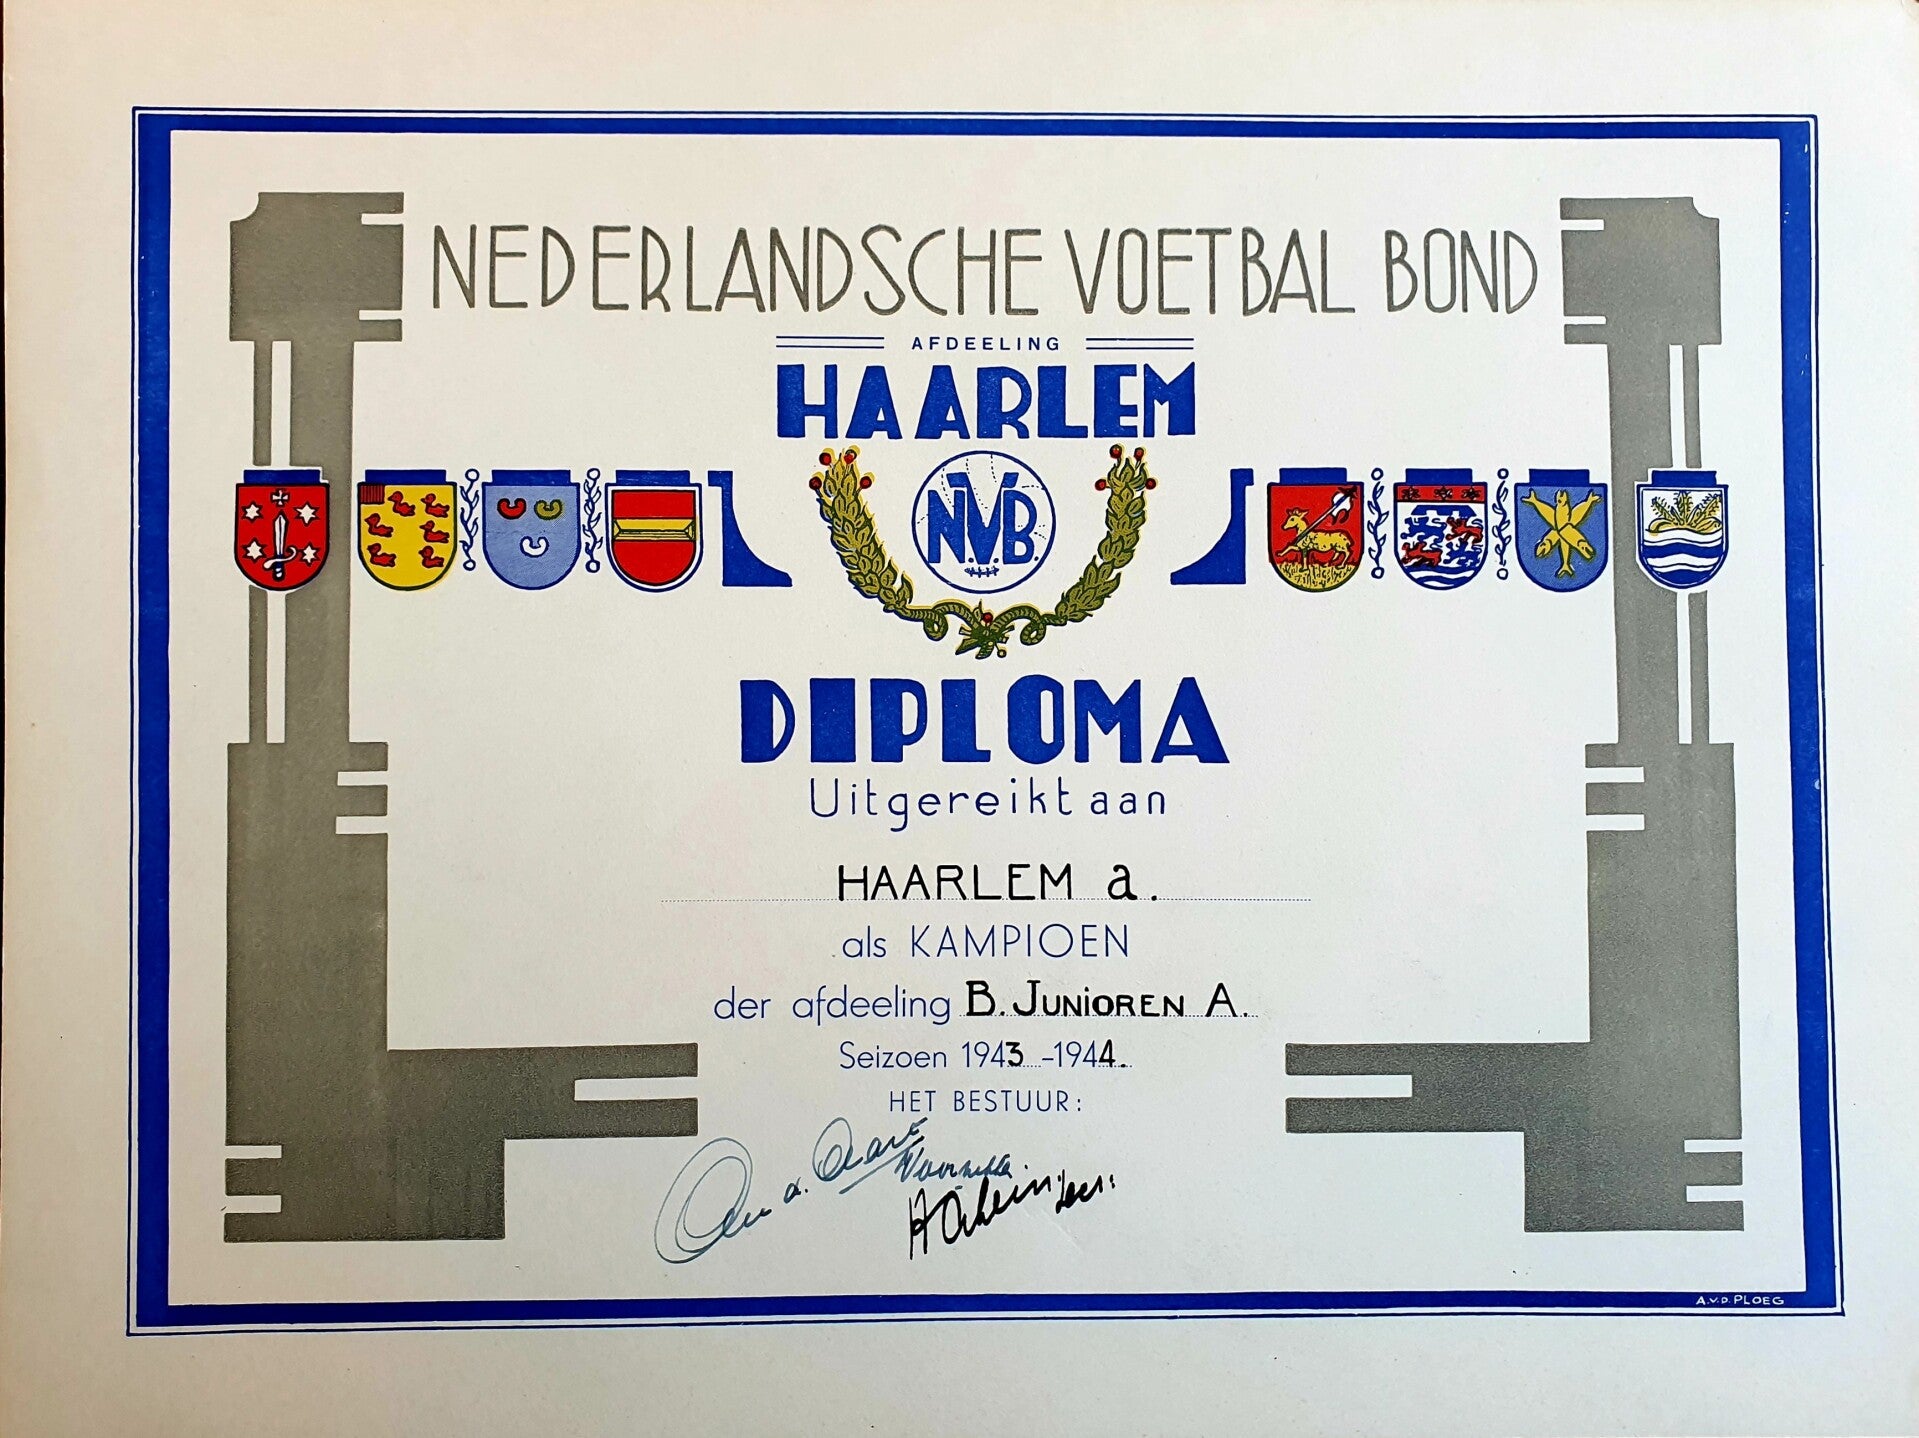 NEDERLANDSCHE VOETBAL BOND
AFDEELING
HAARLEM
N.V.B.
DIPLOMA
Uitgereikt aan
HAARLEM a.
als KAMPIOEN
der afdeeling B. JUNIOREN A.
Seizoen 1943-1944.
HET BESTUUR:
A.v.d. PLOEG